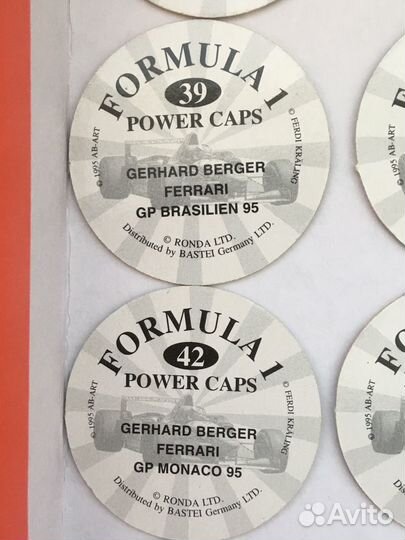 FORMULA 1
39
POWER CAPS
GERHARD BERGER
FERRARI
GP BRASILIEN 95
© RONDA LTD.
Distributed by BASTEI Germany LTD.
© 1995 AB-ART
© FERDI KRÄLING
FORMULA 1
42
POWER CAPS
GERHARD BERGER
FERRARI
GP MONACO 95
© RONDA LTD.
Distributed by BASTEI Germany LTD.
© 1995 AB-ART
© FERDI KRÄLING
Avito